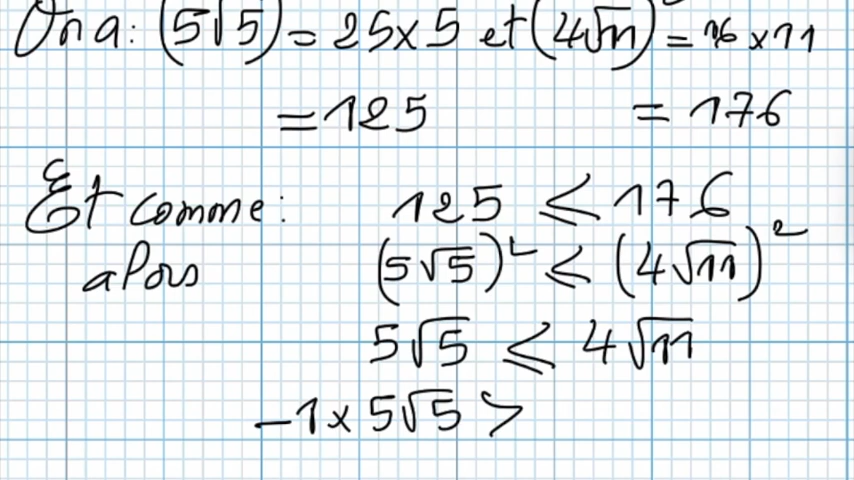 On a : (5√5) = 25×5 et (4√11)² = 16×11
= 125 = 176
Et comme : 125 ⩽ 176
alors (5√5)² ⩽ (4√11)²
5√5 ⩽ 4√11
-1×5√5 >